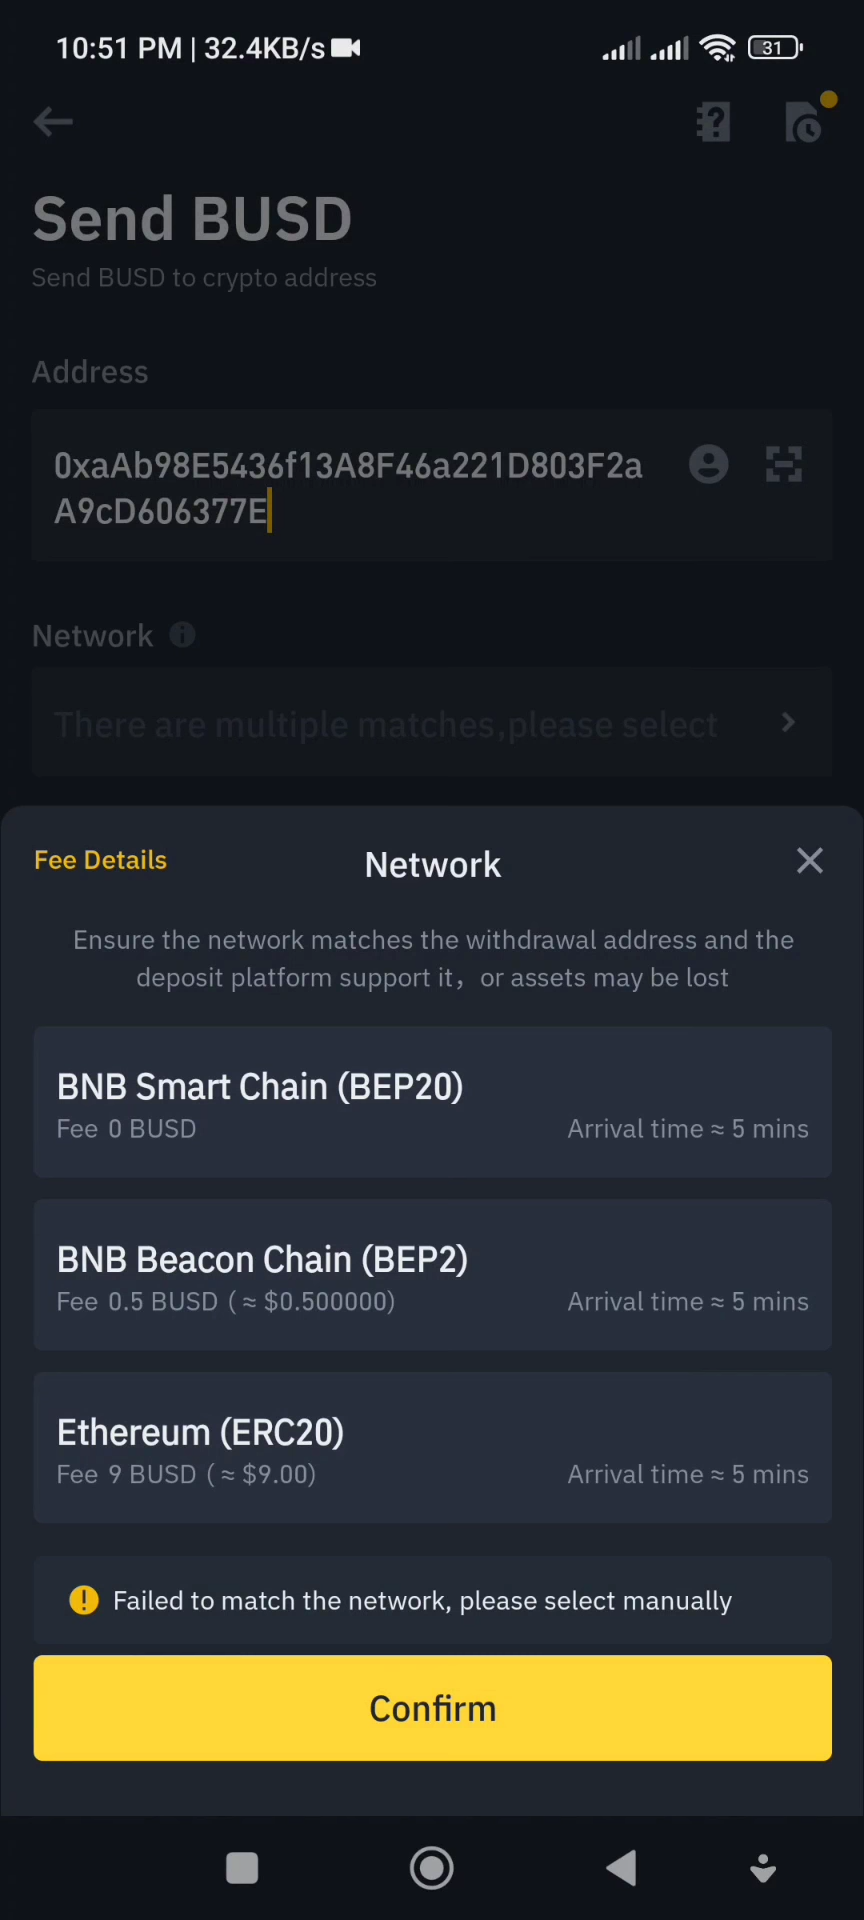 10:51 PM | 32.4KB/s
31
Send BUSD
Send BUSD to crypto address
Address
0xaAb98E5436f13A8F46a221D803F2a
A9cD606377E
Network
There are multiple matches,please select
Fee Details
Network
Ensure the network matches the withdrawal address and the
deposit platform support it，or assets may be lost
BNB Smart Chain (BEP20)
Fee 0 BUSD
Arrival time ≈ 5 mins
BNB Beacon Chain (BEP2)
Fee 0.5 BUSD ( ≈ $0.500000)
Arrival time ≈ 5 mins
Ethereum (ERC20)
Fee 9 BUSD ( ≈ $9.00)
Arrival time ≈ 5 mins
Failed to match the network, please select manually
Confirm